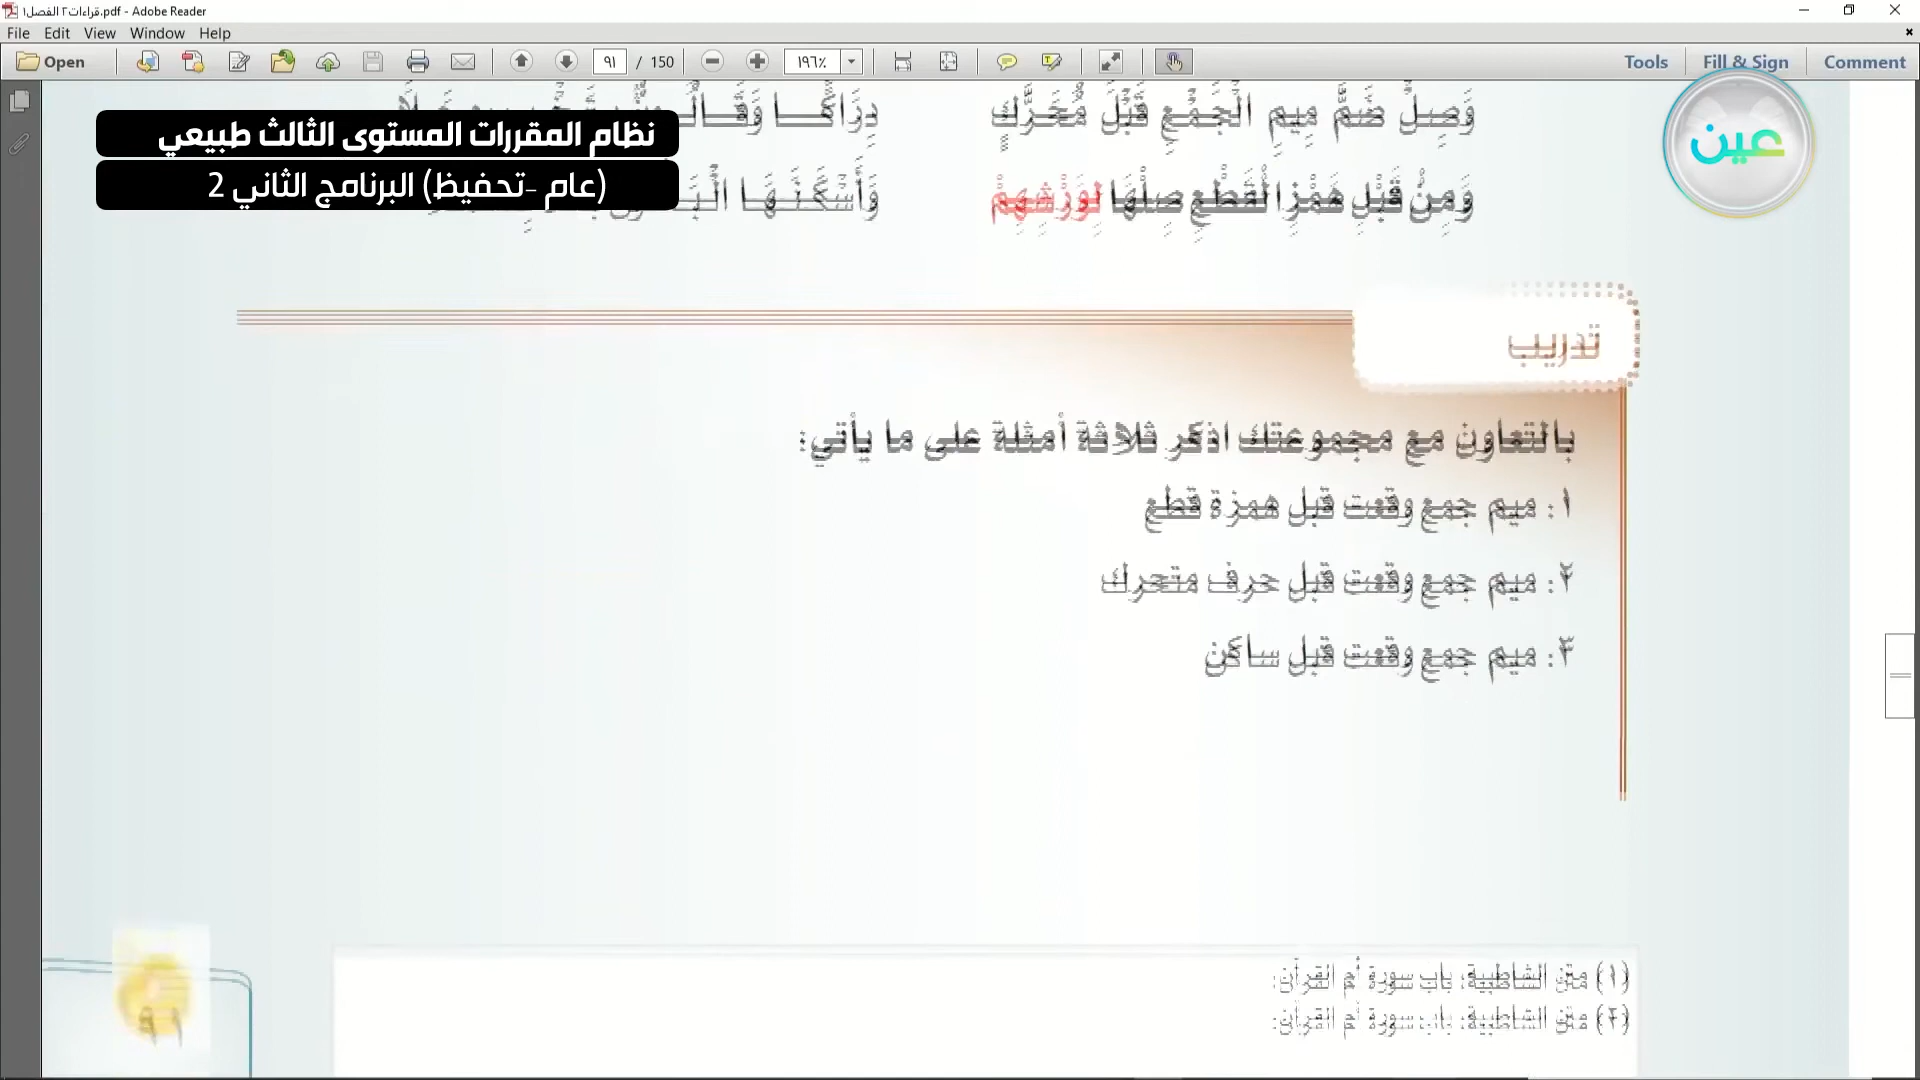 قراءات٢ الفصل١.pdf - Adobe Reader
File Edit View Window Help
Open ٩١ / 150 ١٩٦٪ Tools Fill & Sign Comment
عين
نظام المقررات المستوى الثالث طبيعي
(عام -تحفيظ) البرنامج الثاني 2
وَصِلْ ضَمَّ مِيمِ الْجَمْعِ قَبْلَ مُحَرَّكٍ دِرَاكًا وَقَالُ
وَمِنْ قَبْلِ هَمْزِ الْقَطْعِ صِلْهَا لِوَرْشِهِمْ وَأَسْكَنَهَا
تدريب
بالتعاون مع مجموعتك اذكر ثلاثة أمثلة على ما يأتي:
١. ميم جمع وقعت قبل همزة قطع
٢. ميم جمع وقعت قبل حرف متحرك
٣. ميم جمع وقعت قبل ساكن
(١) متن الشاطبية، باب سورة أم القرآن.
(٢) متن الشاطبية، باب سورة أم القرآن.
٩١